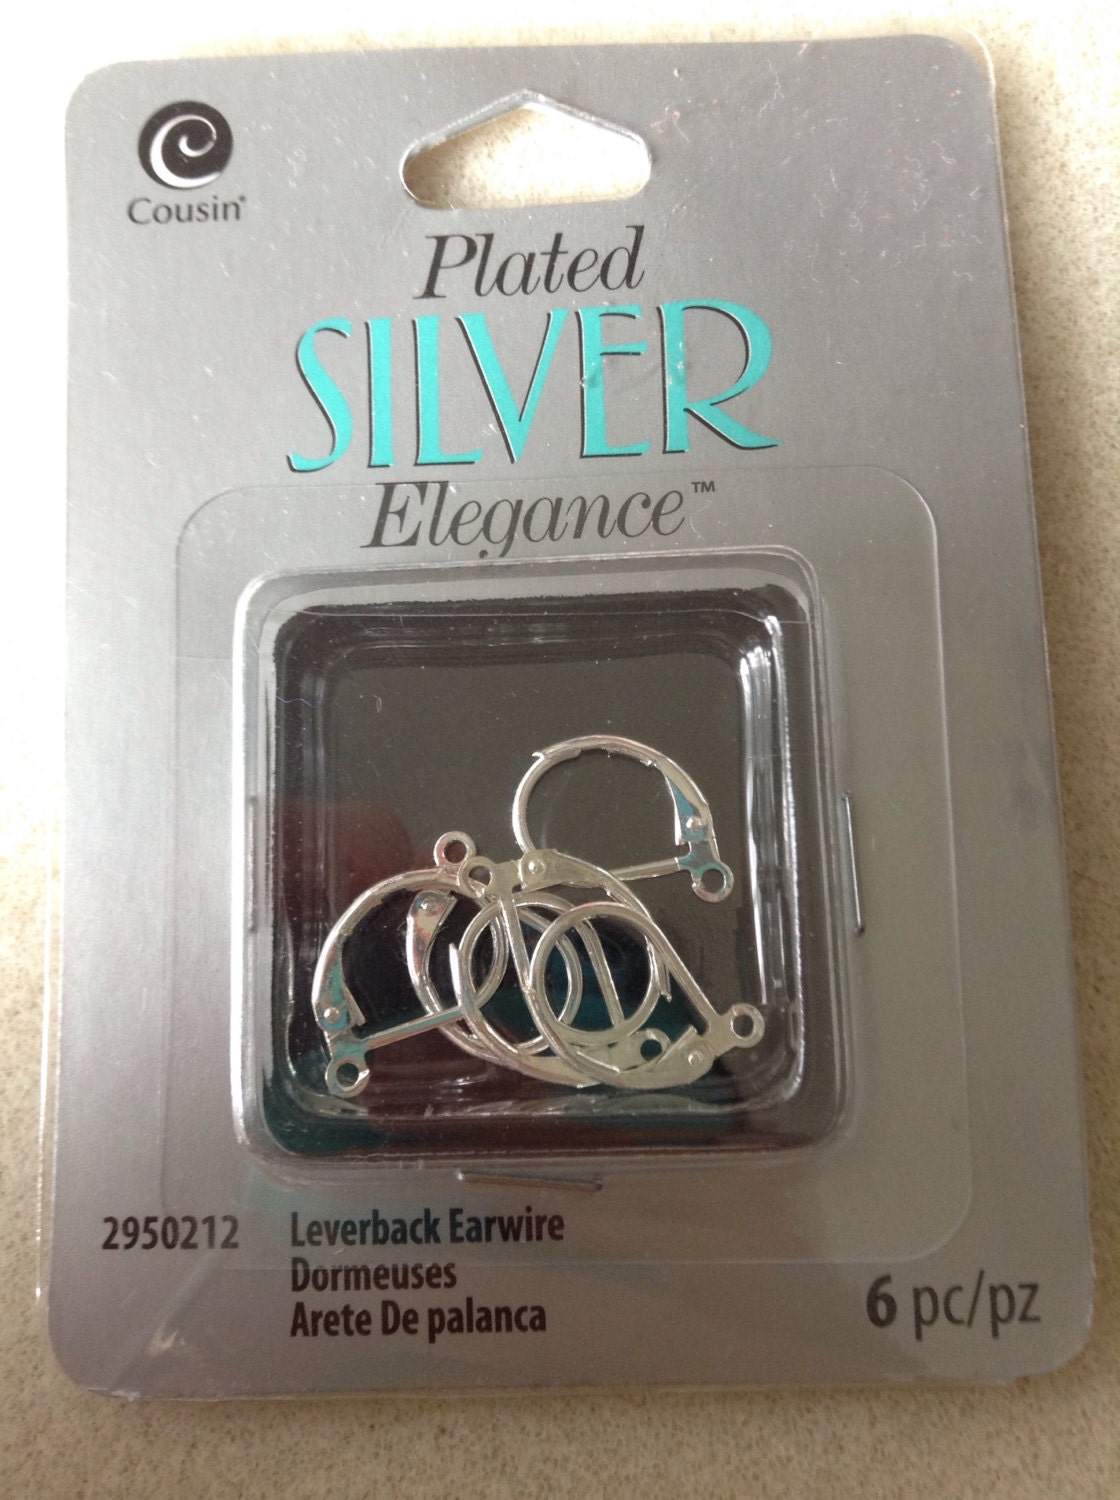 Cousin®
Plated
SILVER
Elegance™
2950212
Leverback Earwire
Dormeuses
Arete De palanca
6 pc/pz